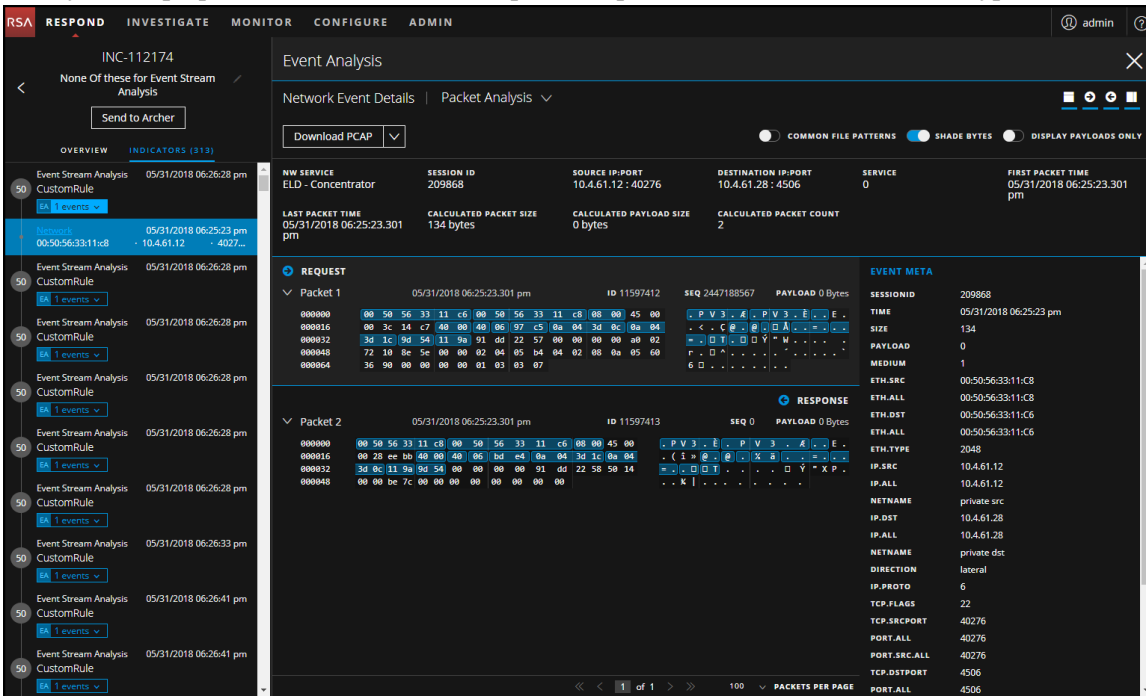 RSA RESPOND INVESTIGATE MONITOR CONFIGURE ADMIN admin
INC-112174
None Of these for Event Stream Analysis
Send to Archer
OVERVIEW INDICATORS (313)
Event Stream Analysis 05/31/2018 06:26:28 pm
50 CustomRule
EA 1 events
Network 05/31/2018 06:25:23 pm
00:50:56:33:11:c8 · 10.4.61.12 · 4027...
Event Stream Analysis 05/31/2018 06:26:28 pm
50 CustomRule
EA 1 events
Event Stream Analysis 05/31/2018 06:26:28 pm
50 CustomRule
EA 1 events
Event Stream Analysis 05/31/2018 06:26:28 pm
50 CustomRule
EA 1 events
Event Stream Analysis 05/31/2018 06:26:28 pm
50 CustomRule
EA 1 events
Event Stream Analysis 05/31/2018 06:26:28 pm
50 CustomRule
EA 1 events
Event Stream Analysis 05/31/2018 06:26:33 pm
50 CustomRule
EA 1 events
Event Stream Analysis 05/31/2018 06:26:41 pm
50 CustomRule
EA 1 events
Event Stream Analysis 05/31/2018 06:26:41 pm
50 CustomRule
EA 1 events
Event Analysis
Network Event Details | Packet Analysis
Download PCAP
COMMON FILE PATTERNS SHADE BYTES DISPLAY PAYLOADS ONLY
NW SERVICE SESSION ID SOURCE IP:PORT DESTINATION IP:PORT SERVICE FIRST PACKET TIME
ELD - Concentrator 209868 10.4.61.12 : 40276 10.4.61.28 : 4506 0 05/31/2018 06:25:23.301 pm
LAST PACKET TIME CALCULATED PACKET SIZE CALCULATED PAYLOAD SIZE CALCULATED PACKET COUNT
05/31/2018 06:25:23.301 pm 134 bytes 0 bytes 2
REQUEST
Packet 1 05/31/2018 06:25:23.301 pm ID 11597412 SEQ 2447188567 PAYLOAD 0 Bytes
000000 00 50 56 33 11 c6 00 50 56 33 11 c8 08 00 45 00 . P V 3 . Æ . P V 3 . È . . E .
000016 00 3c 14 c7 40 00 40 06 97 c5 0a 04 3d 0c 0a 04 . < . Ç @ . @ . Å . . = . . .
000032 3d 1c 9d 54 11 9a 91 dd 22 57 00 00 00 00 a0 02 = . T . Ý " W . . . . .
000048 72 10 8e 5e 00 00 02 04 05 b4 04 02 08 0a 05 60 r . ^ . . . . . ´ . . . . . `
000064 36 90 00 00 00 00 01 03 03 07 6 . . . . . . . .
RESPONSE
Packet 2 05/31/2018 06:25:23.301 pm ID 11597413 SEQ 0 PAYLOAD 0 Bytes
000000 00 50 56 33 11 c8 00 50 56 33 11 c6 08 00 45 00 . P V 3 . È . P V 3 . Æ . . E .
000016 00 28 ee bb 40 00 40 06 bd e4 0a 04 3d 1c 0a 04 . ( î » @ . @ . ½ ä . . = . . .
000032 3d 0c 11 9a 9d 54 00 00 00 00 91 dd 22 58 50 14 = . . T . . . . Ý " X P .
000048 00 00 be 7c 00 00 00 00 00 00 00 00 . . ¾ | . . . . . . . .
1 of 1 100 PACKETS PER PAGE
EVENT META
SESSIONID 209868
TIME 05/31/2018 06:25:23 pm
SIZE 134
PAYLOAD 0
MEDIUM 1
ETH.SRC 00:50:56:33:11:C8
ETH.ALL 00:50:56:33:11:C8
ETH.DST 00:50:56:33:11:C6
ETH.ALL 00:50:56:33:11:C6
ETH.TYPE 2048
IP.SRC 10.4.61.12
IP.ALL 10.4.61.12
NETNAME private src
IP.DST 10.4.61.28
IP.ALL 10.4.61.28
NETNAME private dst
DIRECTION lateral
IP.PROTO 6
TCP.FLAGS 22
TCP.SRCPORT 40276
PORT.ALL 40276
PORT.SRC.ALL 40276
TCP.DSTPORT 4506
PORT.ALL 4506